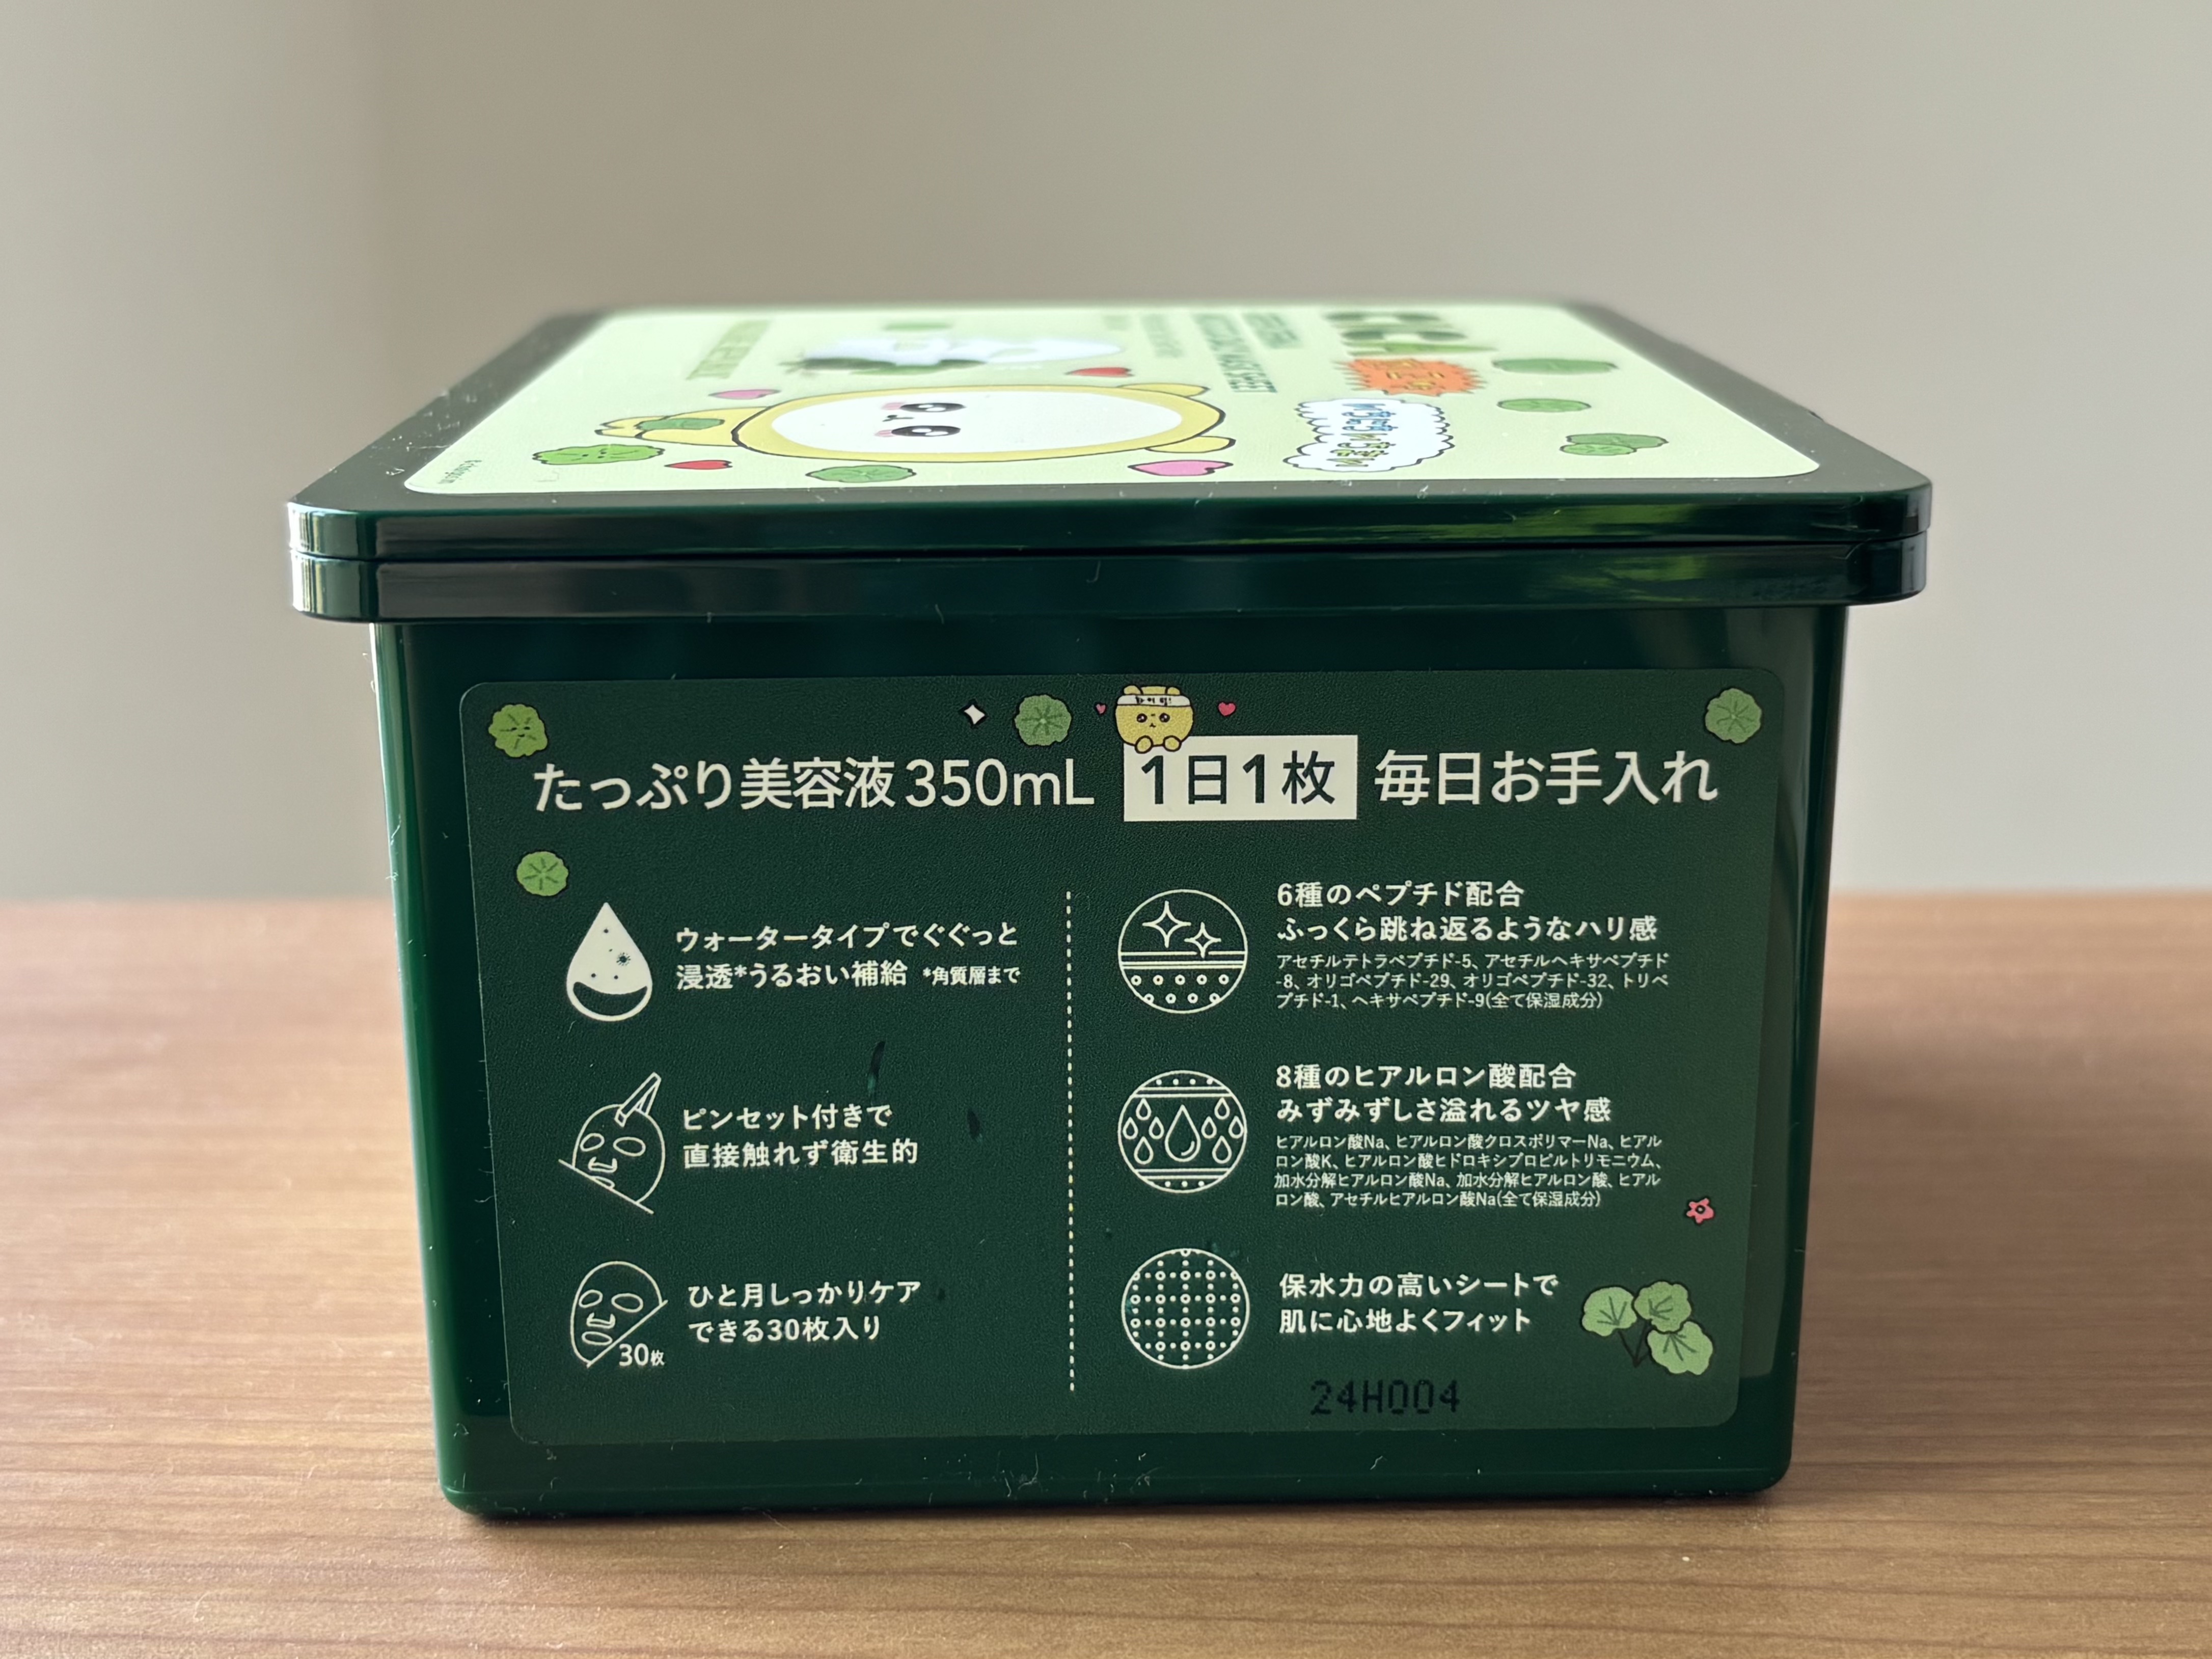 CICA
たっぷり美容液350mL 1日1枚 毎日お手入れ
ウォータータイプでぐぐっと
浸透*うるおい補給 *角質層まで
ピンセット付きで
直接触れず衛生的
ひと月しっかりケア
できる30枚入り
30枚
6種のペプチド配合
ふっくら跳ね返るようなハリ感
アセチルテトラペプチド-5、アセチルヘキサペプチド
-8、オリゴペプチド-29、オリゴペプチド-32、トリペ
プチド-1、ヘキサペプチド-9(全て保湿成分)
8種のヒアルロン酸配合
みずみずしさ溢れるツヤ感
ヒアルロン酸Na、ヒアルロン酸クロスポリマーNa、ヒアル
ロン酸K、ヒアルロン酸ヒドロキシプロピルトリモニウム、
加水分解ヒアルロン酸Na、加水分解ヒアルロン酸、ヒアル
ロン酸、アセチルヒアルロン酸Na(全て保湿成分)
保水力の高いシートで
肌に心地よくフィット
24H004